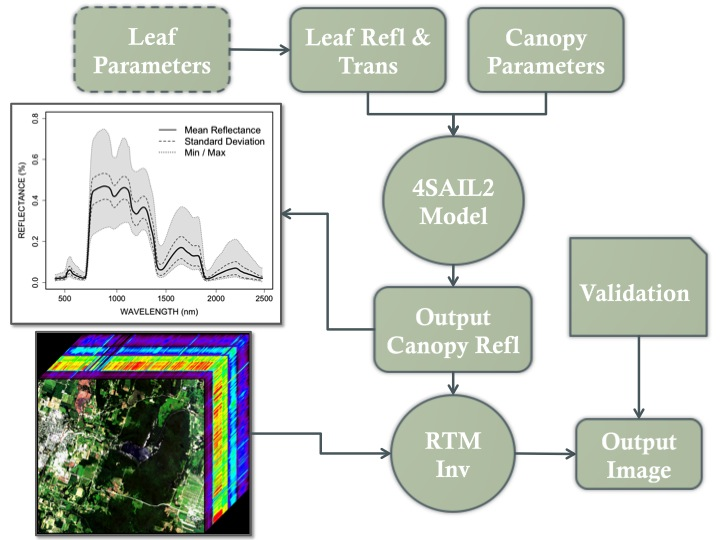 Leaf
Parameters
Leaf Refl &
Trans
Canopy
Parameters
Mean Reflectance
Standard Deviation
Min / Max
REFLECTANCE (%)
0.8
0.6
0.4
0.2
0.0
500
1000
1500
2000
2500
WAVELENGTH (nm)
4SAIL2
Model
Validation
Output
Canopy Refl
RTM
Inv
Output
Image